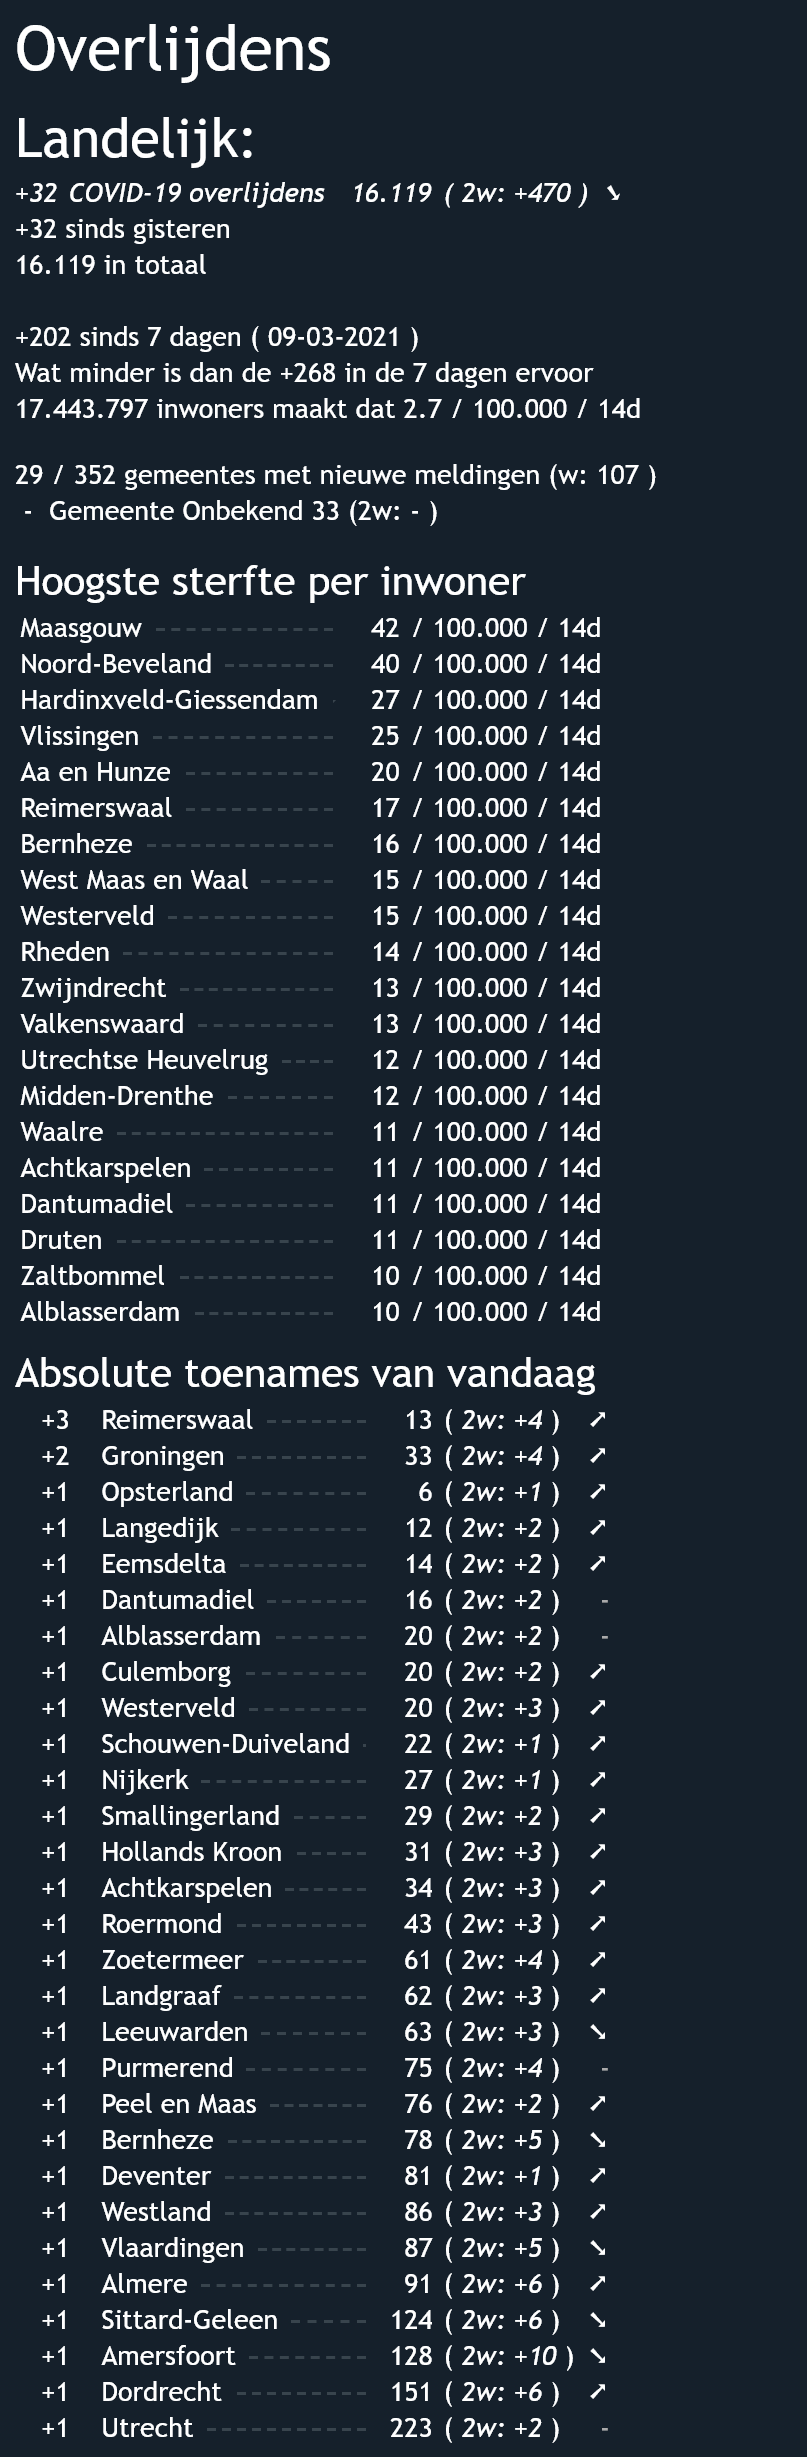 Overlijdens
Landelijk:
+32 COVID-19 overlijdens 16.119 ( 2w: +470 ) ➘
+32 sinds gisteren
16.119 in totaal
+202 sinds 7 dagen ( 09-03-2021 )
Wat minder is dan de +268 in de 7 dagen ervoor
17.443.797 inwoners maakt dat 2.7 / 100.000 / 14d
29 / 352 gemeentes met nieuwe meldingen (w: 107 )
- Gemeente Onbekend 33 (2w: - )
Hoogste sterfte per inwoner
Maasgouw ------------ 42 / 100.000 / 14d
Noord-Beveland ------- 40 / 100.000 / 14d
Hardinxveld-Giessendam 27 / 100.000 / 14d
Vlissingen ------------ 25 / 100.000 / 14d
Aa en Hunze ---------- 20 / 100.000 / 14d
Reimerswaal ---------- 17 / 100.000 / 14d
Bernheze ------------- 16 / 100.000 / 14d
West Maas en Waal ----- 15 / 100.000 / 14d
Westerveld ----------- 15 / 100.000 / 14d
Rheden -------------- 14 / 100.000 / 14d
Zwijndrecht ---------- 13 / 100.000 / 14d
Valkenswaard --------- 13 / 100.000 / 14d
Utrechtse Heuvelrug ---- 12 / 100.000 / 14d
Midden-Drenthe ------- 12 / 100.000 / 14d
Waalre --------------- 11 / 100.000 / 14d
Achtkarspelen --------- 11 / 100.000 / 14d
Dantumadiel ---------- 11 / 100.000 / 14d
Druten --------------- 11 / 100.000 / 14d
Zaltbommel ----------- 10 / 100.000 / 14d
Alblasserdam ---------- 10 / 100.000 / 14d
Absolute toenames van vandaag
+3 Reimerswaal ------- 13 ( 2w: +4 ) ➚
+2 Groningen --------- 33 ( 2w: +4 ) ➚
+1 Opsterland --------- 6 ( 2w: +1 ) ➚
+1 Langedijk --------- 12 ( 2w: +2 ) ➚
+1 Eemsdelta --------- 14 ( 2w: +2 ) ➚
+1 Dantumadiel ------- 16 ( 2w: +2 ) -
+1 Alblasserdam ------ 20 ( 2w: +2 ) -
+1 Culemborg -------- 20 ( 2w: +2 ) ➚
+1 Westerveld -------- 20 ( 2w: +3 ) ➚
+1 Schouwen-Duiveland 22 ( 2w: +1 ) ➚
+1 Nijkerk ----------- 27 ( 2w: +1 ) ➚
+1 Smallingerland ----- 29 ( 2w: +2 ) ➚
+1 Hollands Kroon ----- 31 ( 2w: +3 ) ➚
+1 Achtkarspelen ------ 34 ( 2w: +3 ) ➚
+1 Roermond --------- 43 ( 2w: +3 ) ➚
+1 Zoetermeer -------- 61 ( 2w: +4 ) ➚
+1 Landgraaf --------- 62 ( 2w: +3 ) ➚
+1 Leeuwarden ------- 63 ( 2w: +3 ) ➘
+1 Purmerend -------- 75 ( 2w: +4 ) -
+1 Peel en Maas ------- 76 ( 2w: +2 ) ➚
+1 Bernheze ---------- 78 ( 2w: +5 ) ➘
+1 Deventer ---------- 81 ( 2w: +1 ) ➚
+1 Westland ---------- 86 ( 2w: +3 ) ➚
+1 Vlaardingen -------- 87 ( 2w: +5 ) ➘
+1 Almere ----------- 91 ( 2w: +6 ) ➚
+1 Sittard-Geleen ----- 124 ( 2w: +6 ) ➘
+1 Amersfoort -------- 128 ( 2w: +10 ) ➘
+1 Dordrecht --------- 151 ( 2w: +6 ) ➚
+1 Utrecht ----------- 223 ( 2w: +2 ) -